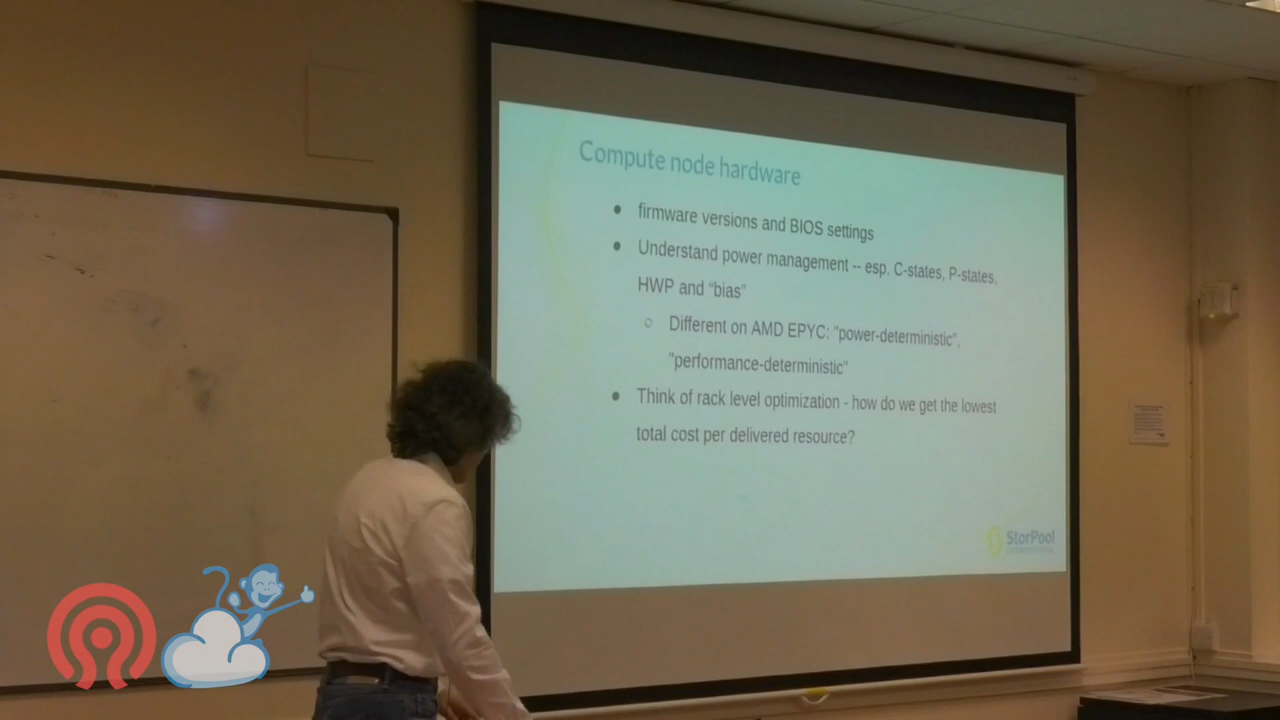 Compute node hardware
● firmware versions and BIOS settings
● Understand power management -- esp. C-states, P-states,
HWP and “bias”
○ Different on AMD EPYC: "power-deterministic",
"performance-deterministic"
● Think of rack level optimization - how do we get the lowest
total cost per delivered resource?
StorPool